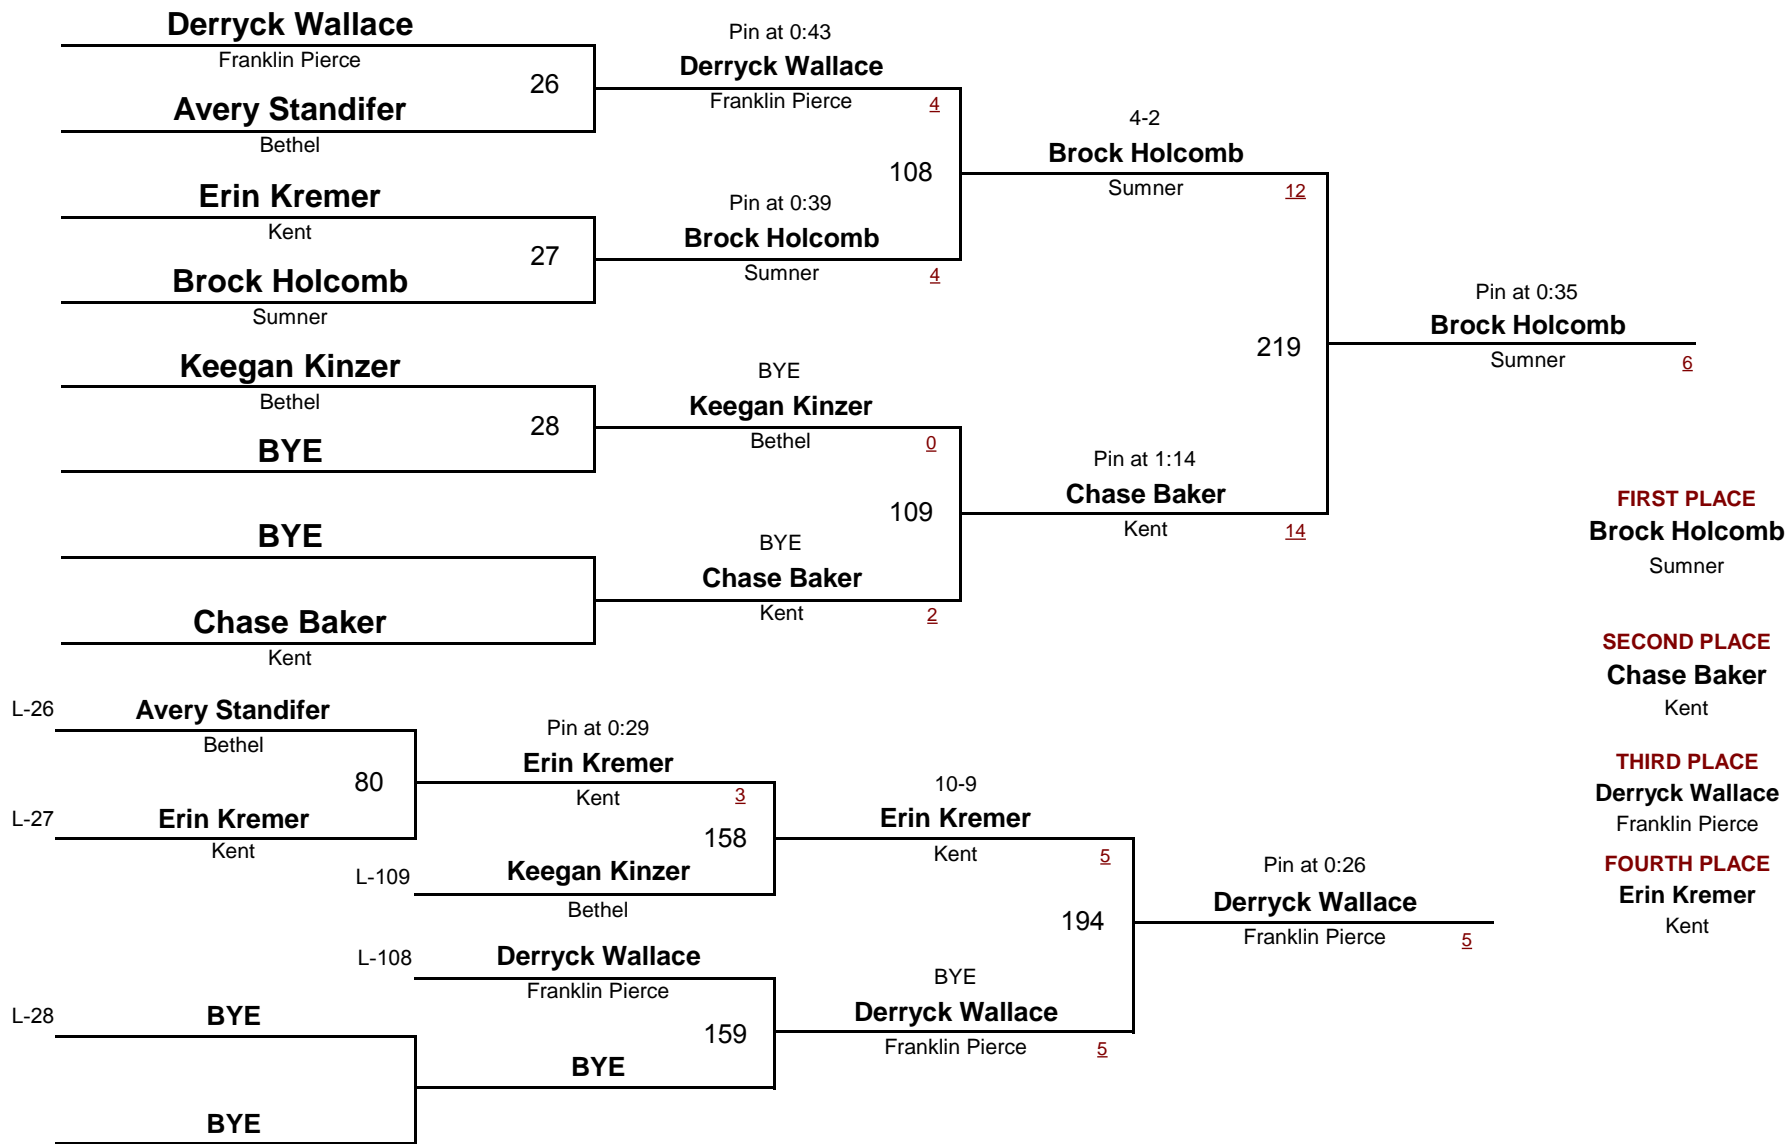 Derryck Wallace
Franklin Pierce
26
Avery Standifer
Bethel
Erin Kremer
Kent
27
Brock Holcomb
Sumner
Keegan Kinzer
Bethel
28
BYE
BYE
Chase Baker
Kent
Pin at 0:43
Derryck Wallace
Franklin Pierce 4
108
Pin at 0:39
Brock Holcomb
Sumner 4
BYE
Keegan Kinzer
Bethel 0
109
BYE
Chase Baker
Kent 2
4-2
Brock Holcomb
Sumner 12
219
Pin at 1:14
Chase Baker
Kent 14
Pin at 0:35
Brock Holcomb
Sumner 6
FIRST PLACE
Brock Holcomb
Sumner
SECOND PLACE
Chase Baker
Kent
THIRD PLACE
Derryck Wallace
Franklin Pierce
FOURTH PLACE
Erin Kremer
Kent
L-26 Avery Standifer
Bethel
80
L-27 Erin Kremer
Kent
L-28 BYE
BYE
Pin at 0:29
Erin Kremer
Kent 3
158
L-109 Keegan Kinzer
Bethel
L-108 Derryck Wallace
Franklin Pierce
159
BYE
10-9
Erin Kremer
Kent 5
194
BYE
Derryck Wallace
Franklin Pierce 5
Pin at 0:26
Derryck Wallace
Franklin Pierce 5